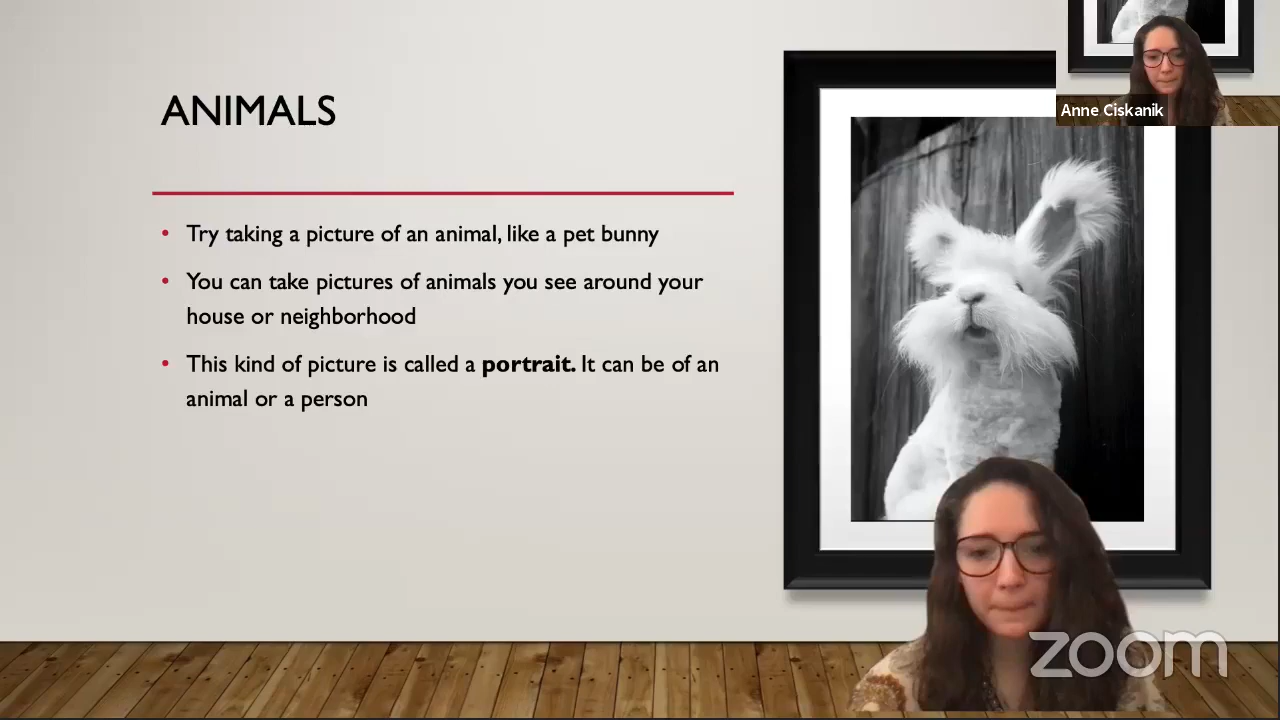 ANIMALS
Anne Ciskanik
• Try taking a picture of an animal, like a pet bunny
• You can take pictures of animals you see around your
house or neighborhood
• This kind of picture is called a portrait. It can be of an
animal or a person
zoom